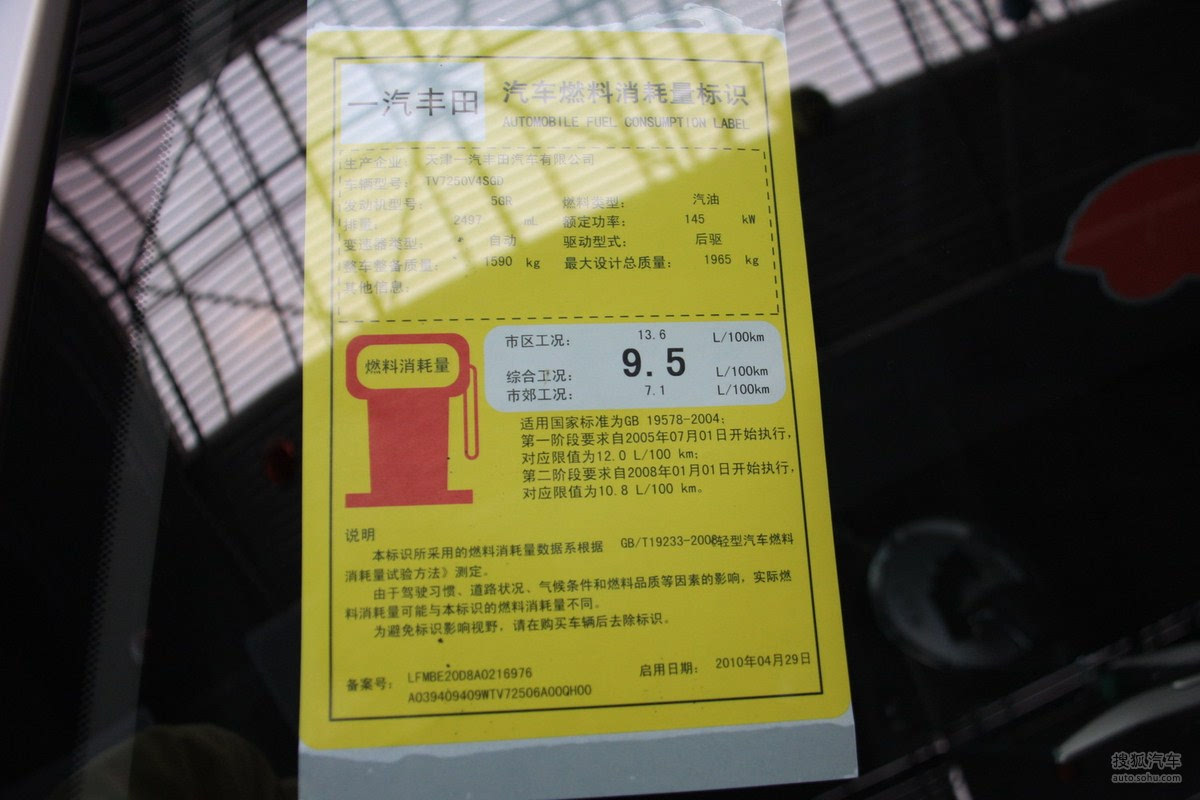 一汽丰田
汽车燃料消耗量标识
AUTOMOBILE FUEL CONSUMPTION LABEL
生产企业: 天津一汽丰田汽车有限公司
车辆型号: TV7250V4SGD
发动机型号: 5GR 燃料类型: 汽油
排量: 2497 mL 额定功率: 145 kW
变速器类型: 自动 驱动型式: 后驱
整车整备质量: 1590 kg 最大设计总质量: 1965 kg
其他信息:
燃料消耗量
市区工况: 13.6 L/100km
综合工况: 9.5 L/100km
市郊工况: 7.1 L/100km
适用国家标准为GB 19578-2004;
第一阶段要求自2005年07月01日开始执行,
对应限值为12.0 L/100 km;
第二阶段要求自2008年01月01日开始执行,
对应限值为10.8 L/100 km。
说明
本标识所采用的燃料消耗量数据系根据 GB/T19233-2008轻型汽车燃料
消耗量试验方法》测定。
由于驾驶习惯、道路状况、气候条件和燃料品质等因素的影响,实际燃
料消耗量可能与本标识的燃料消耗量不同。
为避免标识影响视野,请在购买车辆后去除标识。
备案号: LFMBE20D8A0216976 启用日期: 2010年04月29日
A039409409WTV72506A00QH00
搜狐汽车
auto.sohu.com